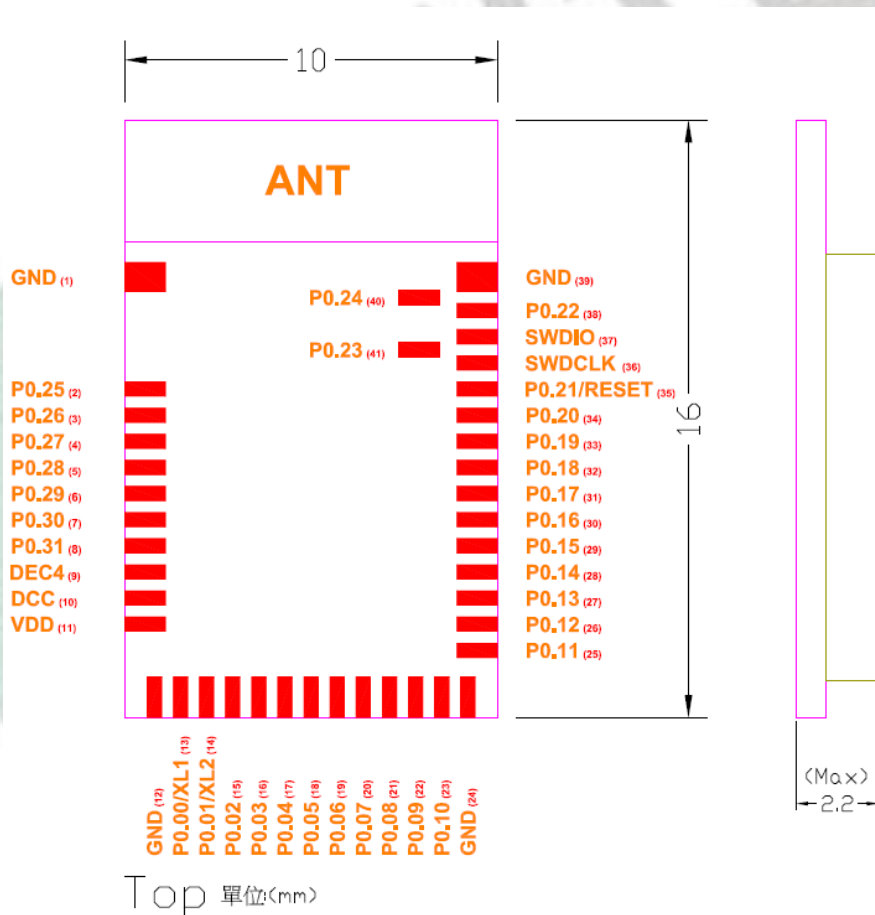 10
ANT
GND (1)
P0.25 (2)
P0.26 (3)
P0.27 (4)
P0.28 (5)
P0.29 (6)
P0.30 (7)
P0.31 (8)
DEC4 (9)
DCC (10)
VDD (11)
P0.24 (40)
P0.23 (41)
GND (39)
P0.22 (38)
SWDIO (37)
SWDCLK (36)
P0.21/RESET (35)
P0.20 (34)
P0.19 (33)
P0.18 (32)
P0.17 (31)
P0.16 (30)
P0.15 (29)
P0.14 (28)
P0.13 (27)
P0.12 (26)
P0.11 (25)
16
GND (12)
P0.00/XL1 (13)
P0.01/XL2 (14)
P0.02 (15)
P0.03 (16)
P0.04 (17)
P0.05 (18)
P0.06 (19)
P0.07 (20)
P0.08 (21)
P0.09 (22)
P0.10 (23)
GND (24)
(Max)
2.2
Top 單位:(mm)